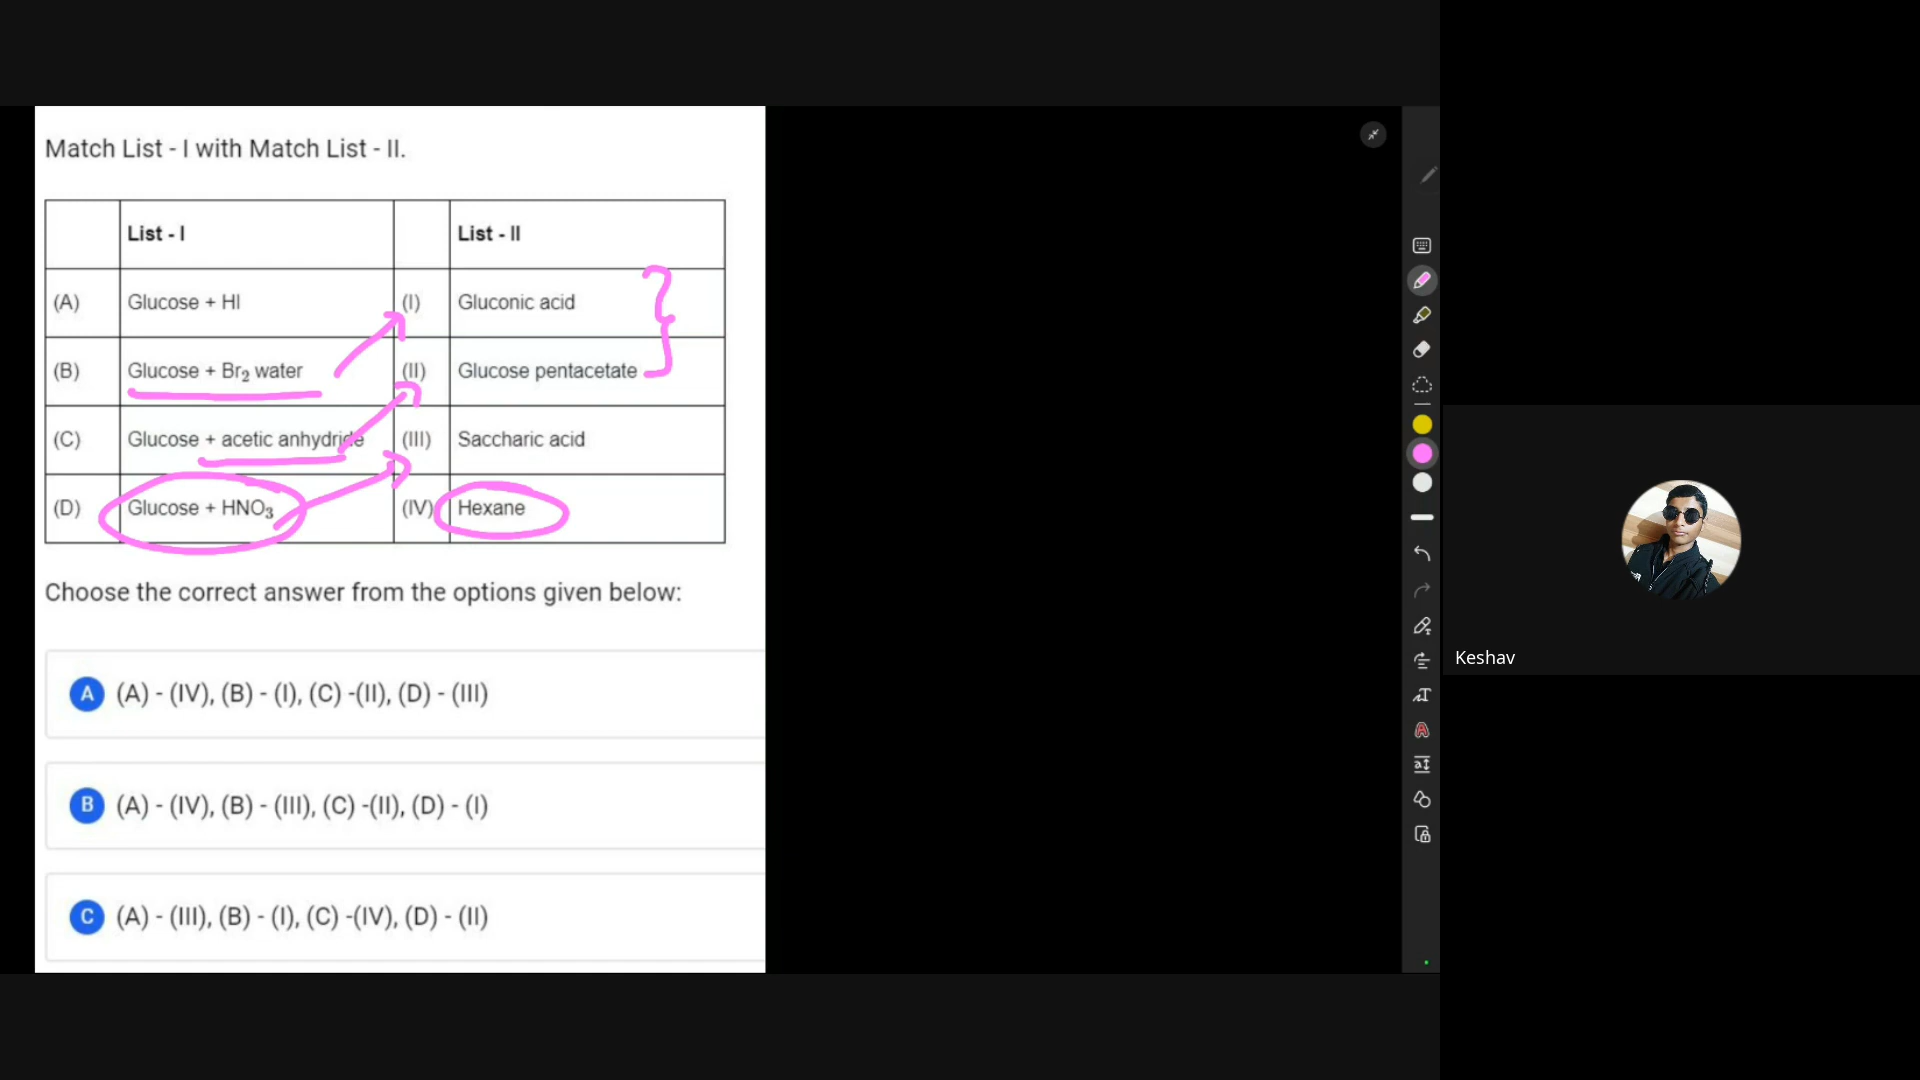 Match List - I with Match List - II.
List - I List - II
(A) Glucose + HI (I) Gluconic acid
(B) Glucose + Br₂ water (II) Glucose pentacetate
(C) Glucose + acetic anhydride (III) Saccharic acid
(D) Glucose + HNO₃ (IV) Hexane
Choose the correct answer from the options given below:
A (A) - (IV), (B) - (I), (C) -(II), (D) - (III)
B (A) - (IV), (B) - (III), (C) -(II), (D) - (I)
C (A) - (III), (B) - (I), (C) -(IV), (D) - (II)
Keshav